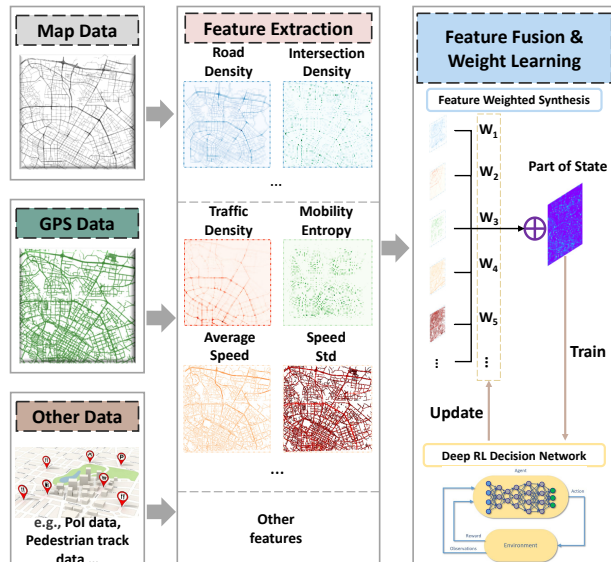 Map Data
GPS Data
Other Data
P
e.g., PoI data,
Pedestrian track
data ...
Feature Extraction
Road
Density
Intersection
Density
...
Traffic
Density
Mobility
Entropy
Average
Speed
Speed
Std
...
Other
features
Feature Fusion &
Weight Learning
Feature Weighted Synthesis
W1
W2
W3
W4
W5
...
...
Part of State
Train
Update
Deep RL Decision Network
Agent
Action
Reward
Observations
Environment